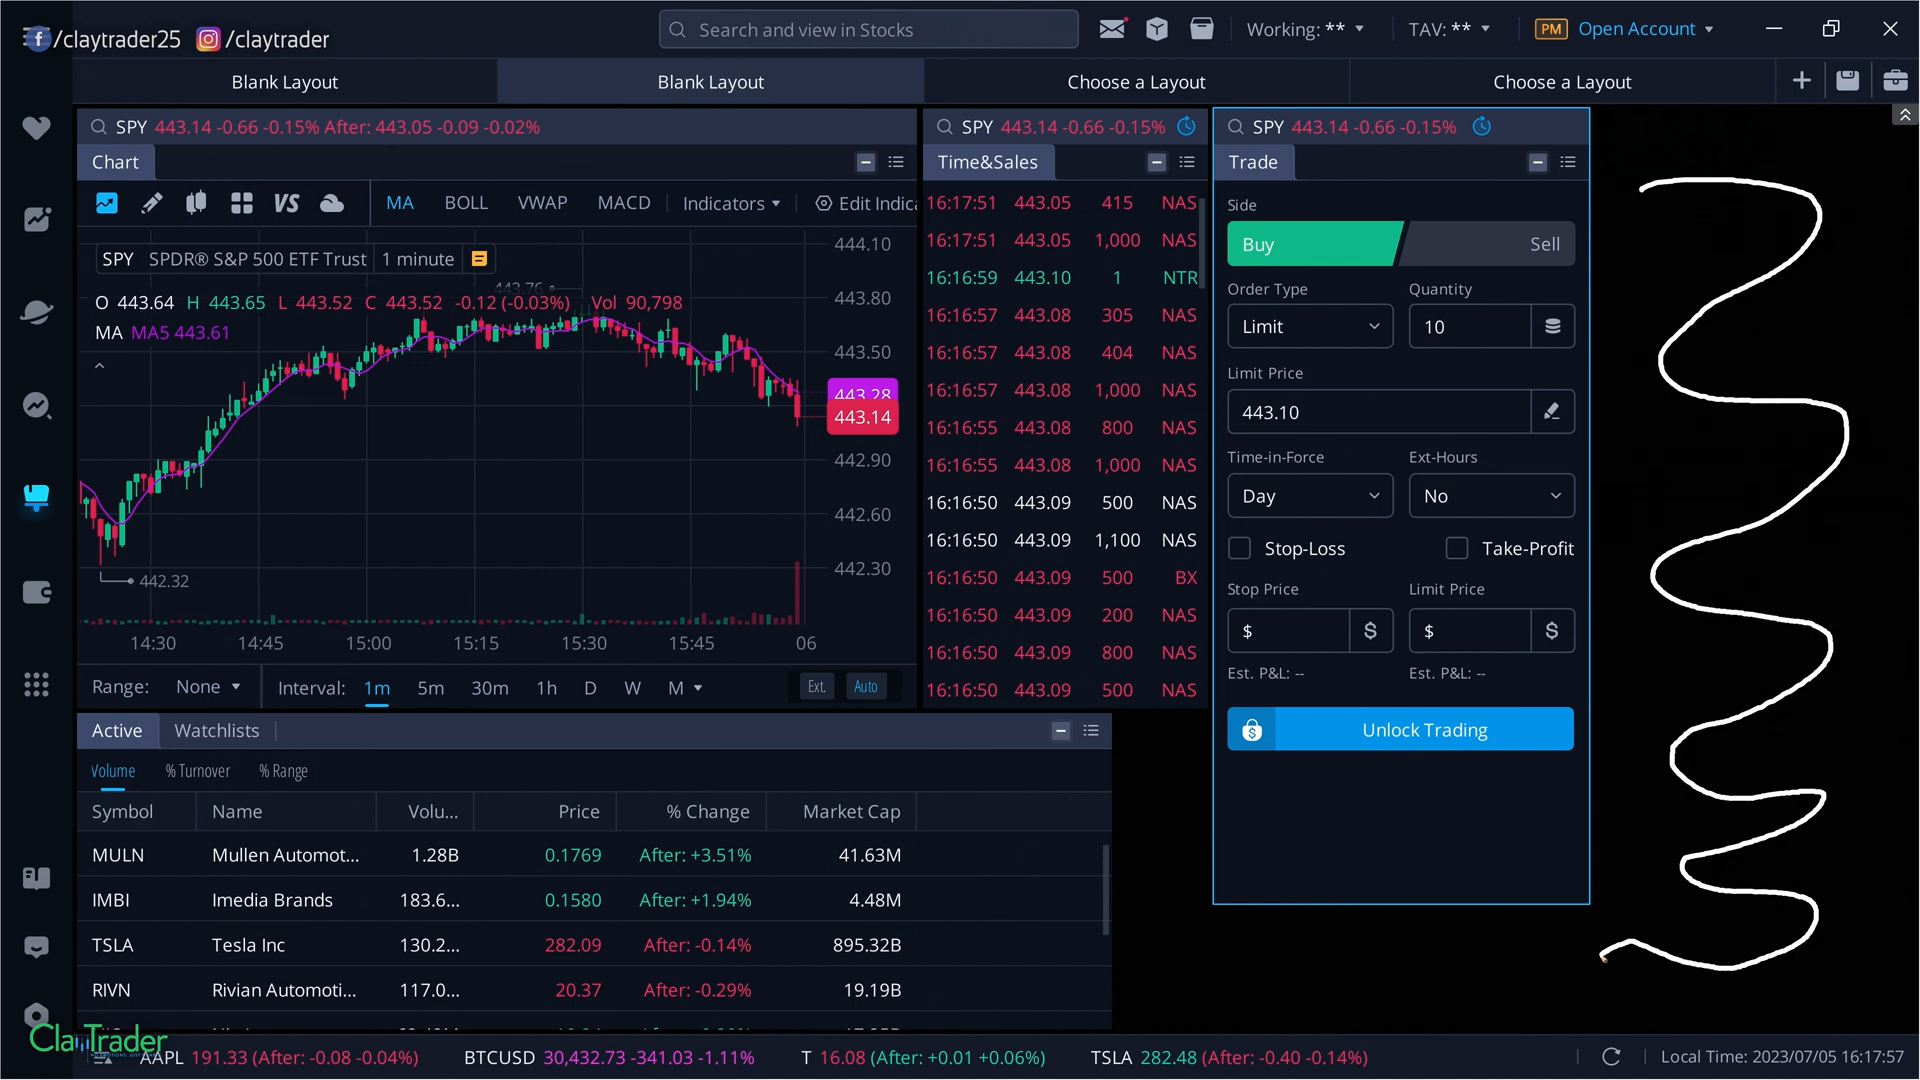 /claytrader25 /claytrader
Search and view in Stocks
Working: ** TAV: ** PM Open Account
Blank Layout Blank Layout Choose a Layout Choose a Layout
SPY 443.14 -0.66 -0.15% After: 443.05 -0.09 -0.02%
Chart
MA BOLL VWAP MACD Indicators Edit Indica
VS
SPY SPDR® S&P 500 ETF Trust 1 minute
O 443.64 H 443.65 L 443.52 C 443.52 -0.12 (-0.03%) Vol 90,798
MA MA5 443.61
443.76
444.10
443.80
443.50
443.28
443.14
442.90
442.60
442.30
442.32
14:30 14:45 15:00 15:15 15:30 15:45 06
Range: None Interval: 1m 5m 30m 1h D W M Ext. Auto
SPY 443.14 -0.66 -0.15%
Time&Sales
16:17:51 443.05 415 NAS
16:17:51 443.05 1,000 NAS
16:16:59 443.10 1 NTR
16:16:57 443.08 305 NAS
16:16:57 443.08 404 NAS
16:16:57 443.08 1,000 NAS
16:16:55 443.08 800 NAS
16:16:55 443.08 1,000 NAS
16:16:50 443.09 500 NAS
16:16:50 443.09 1,100 NAS
16:16:50 443.09 500 BX
16:16:50 443.09 200 NAS
16:16:50 443.09 800 NAS
16:16:50 443.09 500 NAS
SPY 443.14 -0.66 -0.15%
Trade
Side
Buy Sell
Order Type Quantity
Limit 10
Limit Price
443.10
Time-in-Force Ext-Hours
Day No
Stop-Loss Take-Profit
Stop Price Limit Price
$ $ $ $
Est. P&L: -- Est. P&L: --
Unlock Trading
Active Watchlists
Volume % Turnover % Range
Symbol Name Volu... Price % Change Market Cap
MULN Mullen Automot... 1.28B 0.1769 After: +3.51% 41.63M
IMBI Imedia Brands 183.6... 0.1580 After: +1.94% 4.48M
TSLA Tesla Inc 130.2... 282.09 After: -0.14% 895.32B
RIVN Rivian Automoti... 117.0... 20.37 After: -0.29% 19.19B
ClayTrader
AAPL 191.33 (After: -0.08 -0.04%) BTCUSD 30,432.73 -341.03 -1.11% T 16.08 (After: +0.01 +0.06%) TSLA 282.48 (After: -0.40 -0.14%)
Local Time: 2023/07/05 16:17:57